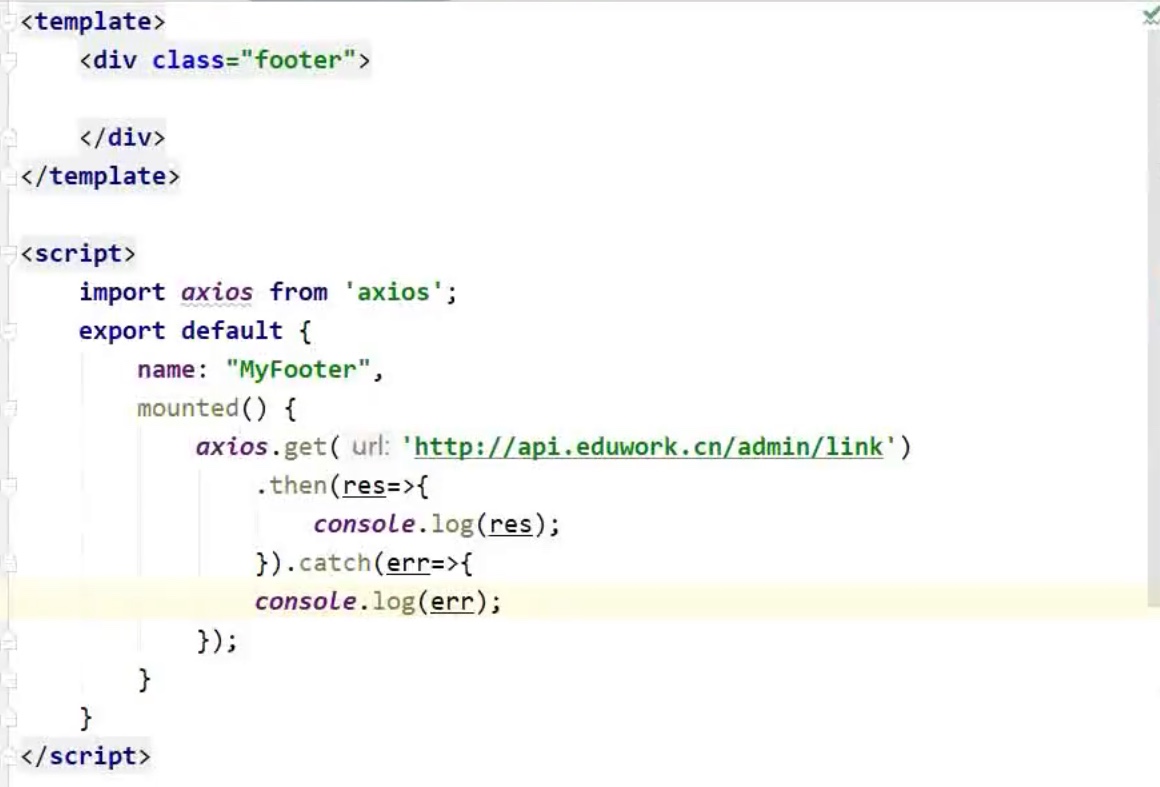 <template>
    <div class="footer">

    </div>
</template>

<script>
    import axios from 'axios';
    export default {
        name: "MyFooter",
        mounted() {
            axios.get( url: 'http://api.eduwork.cn/admin/link')
                .then(res=>{
                    console.log(res);
                }).catch(err=>{
                console.log(err);
            });
        }
    }
</script>